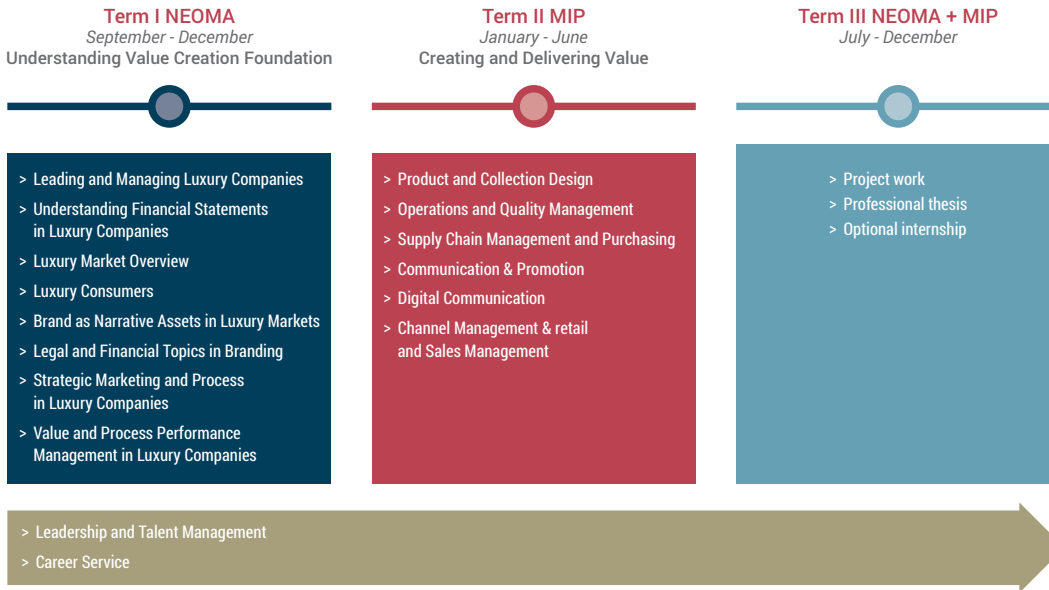 Term I NEOMA
September - December
Understanding Value Creation Foundation
> Leading and Managing Luxury Companies
> Understanding Financial Statements
in Luxury Companies
> Luxury Market Overview
> Luxury Consumers
> Brand as Narrative Assets in Luxury Markets
> Legal and Financial Topics in Branding
> Strategic Marketing and Process
in Luxury Companies
> Value and Process Performance
Management in Luxury Companies
Term II MIP
January - June
Creating and Delivering Value
> Product and Collection Design
> Operations and Quality Management
> Supply Chain Management and Purchasing
> Communication & Promotion
> Digital Communication
> Channel Management & retail
and Sales Management
Term III NEOMA + MIP
July - December
> Project work
> Professional thesis
> Optional internship
> Leadership and Talent Management
> Career Service